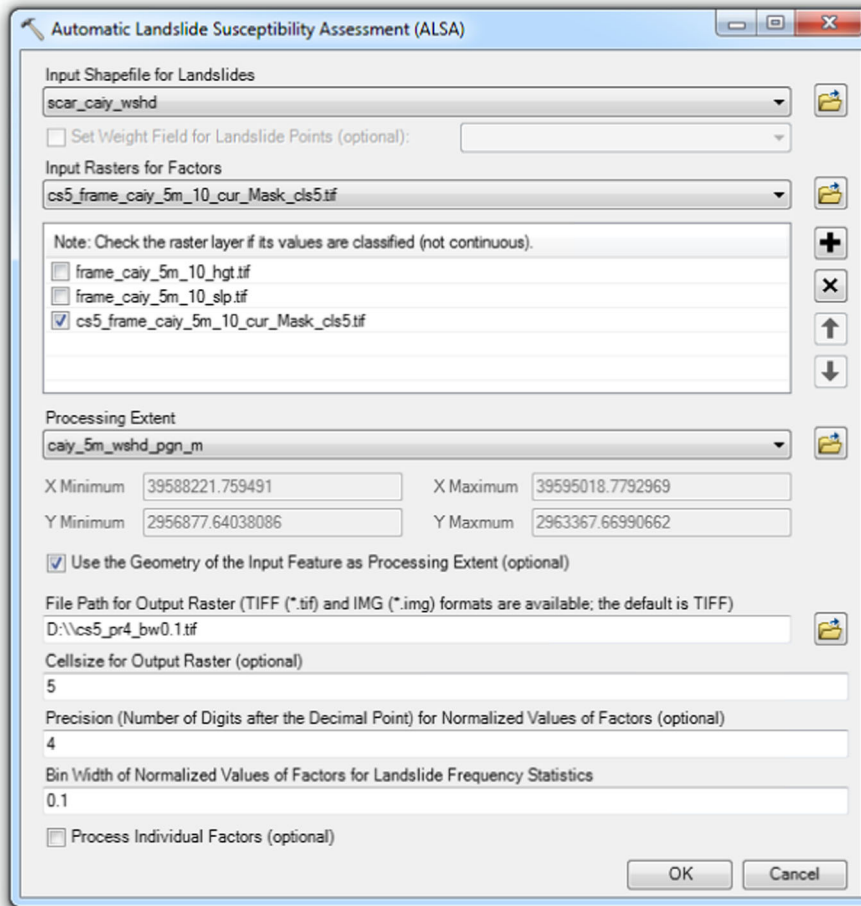 Automatic Landslide Susceptibility Assessment (ALSA)
Input Shapefile for Landslides
scar_caiy_wshd
Set Weight Field for Landslide Points (optional):
Input Rasters for Factors
cs5_frame_caiy_5m_10_cur_Mask_cls5.tif
Note: Check the raster layer if its values are classified (not continuous).
frame_caiy_5m_10_hgt.tif
frame_caiy_5m_10_slp.tif
cs5_frame_caiy_5m_10_cur_Mask_cls5.tif
Processing Extent
caiy_5m_wshd_pgn_m
X Minimum 39588221.759491 X Maximum 39595018.7792969
Y Minimum 2956877.64038086 Y Maxmum 2963367.66990662
Use the Geometry of the Input Feature as Processing Extent (optional)
File Path for Output Raster (TIFF (*.tif) and IMG (*.img) formats are available; the default is TIFF)
D:\\cs5_pr4_bw0.1.tif
Cellsize for Output Raster (optional)
5
Precision (Number of Digits after the Decimal Point) for Normalized Values of Factors (optional)
4
Bin Width of Normalized Values of Factors for Landslide Frequency Statistics
0.1
Process Individual Factors (optional)
OK Cancel